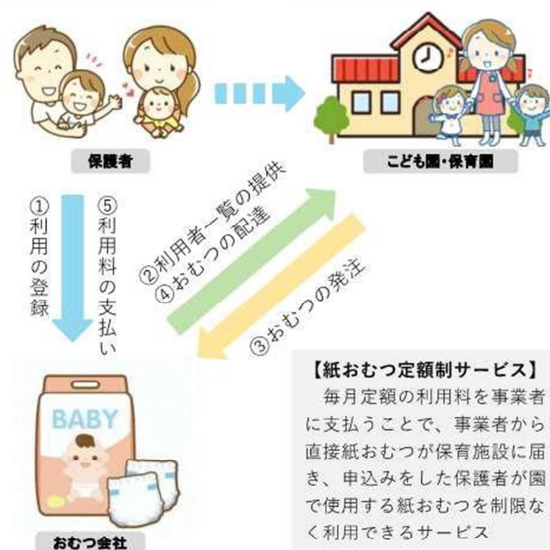 保護者
こども園・保育園
①利用の登録
⑤利用料の支払い
②利用者一覧の提供
④おむつの配達
③おむつの発注
BABY
おむつ会社
【紙おむつ定額制サービス】
毎月定額の利用料を事業者
に支払うことで、事業者から
直接紙おむつが保育施設に届
き、申込みをした保護者が園
で使用する紙おむつを制限な
く利用できるサービス